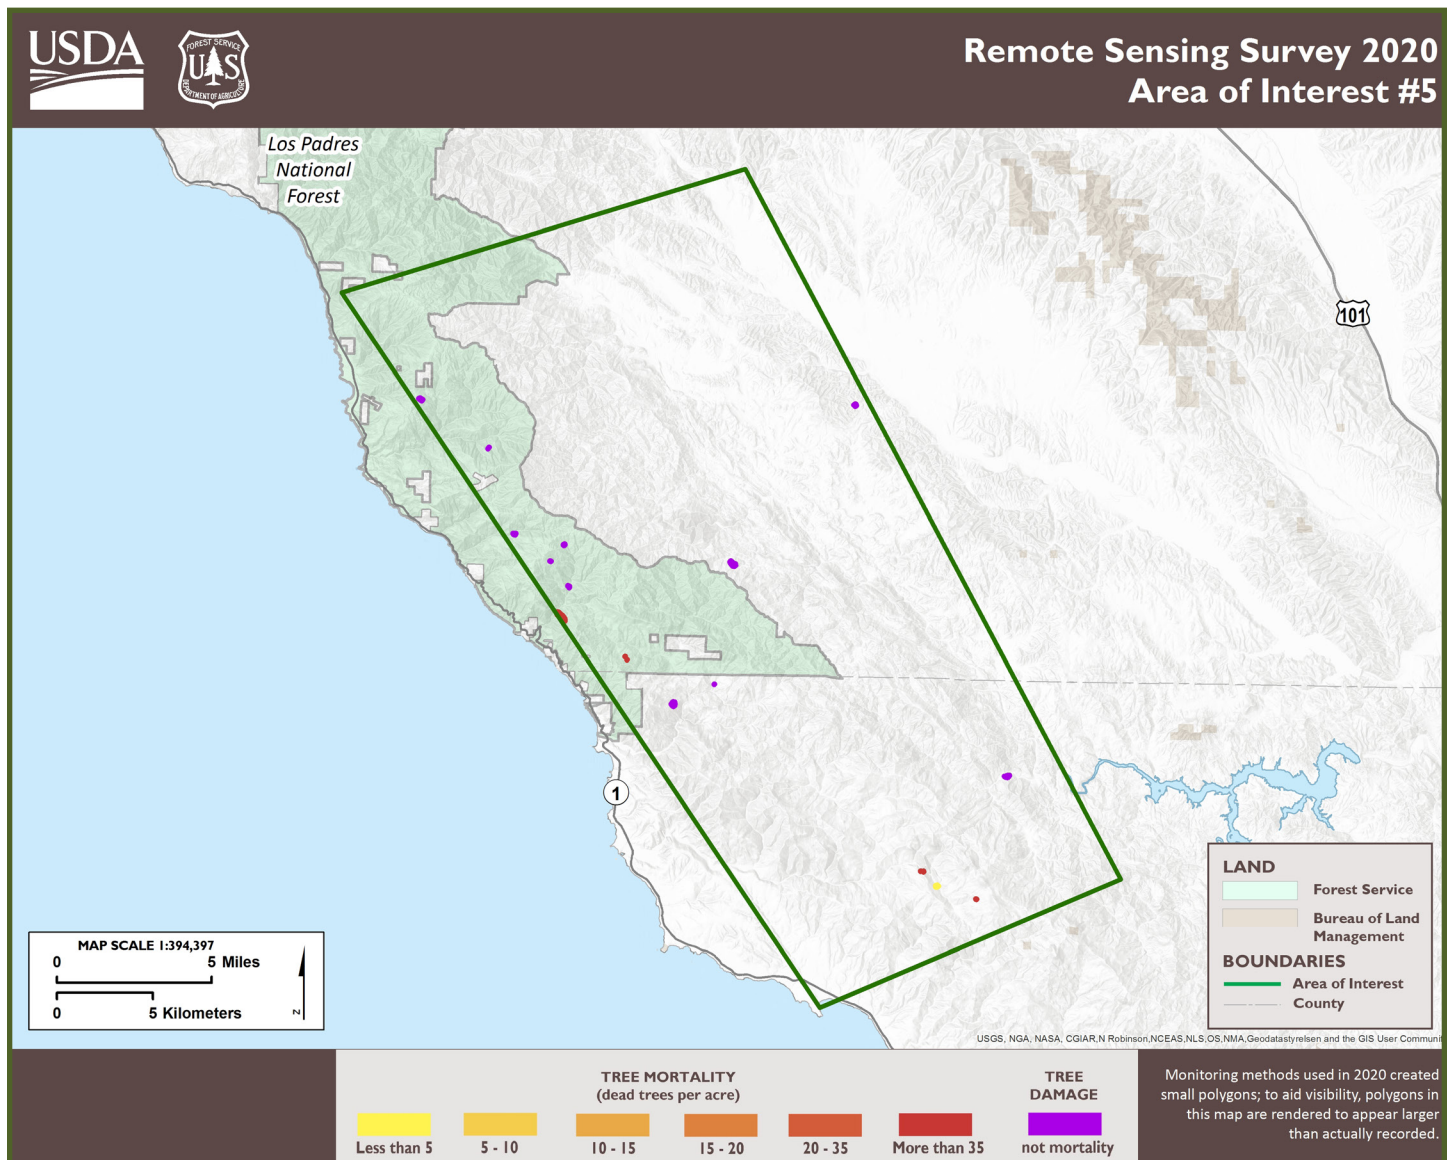 USDA
FOREST SERVICE
U S
DEPARTMENT OF AGRICULTURE
Remote Sensing Survey 2020
Area of Interest #5
Los Padres
National
Forest
101
1
MAP SCALE 1:394,397
0 5 Miles
0 5 Kilometers
N
LAND
Forest Service
Bureau of Land
Management
BOUNDARIES
Area of Interest
County
USGS, NGA, NASA, CGIAR,N Robinson,NCEAS,NLS,OS,NMA,Geodatastyrelsen and the GIS User Communi
TREE MORTALITY
(dead trees per acre)
Less than 5
5 - 10
10 - 15
15 - 20
20 - 35
More than 35
TREE
DAMAGE
not mortality
Monitoring methods used in 2020 created
small polygons; to aid visibility, polygons in
this map are rendered to appear larger
than actually recorded.